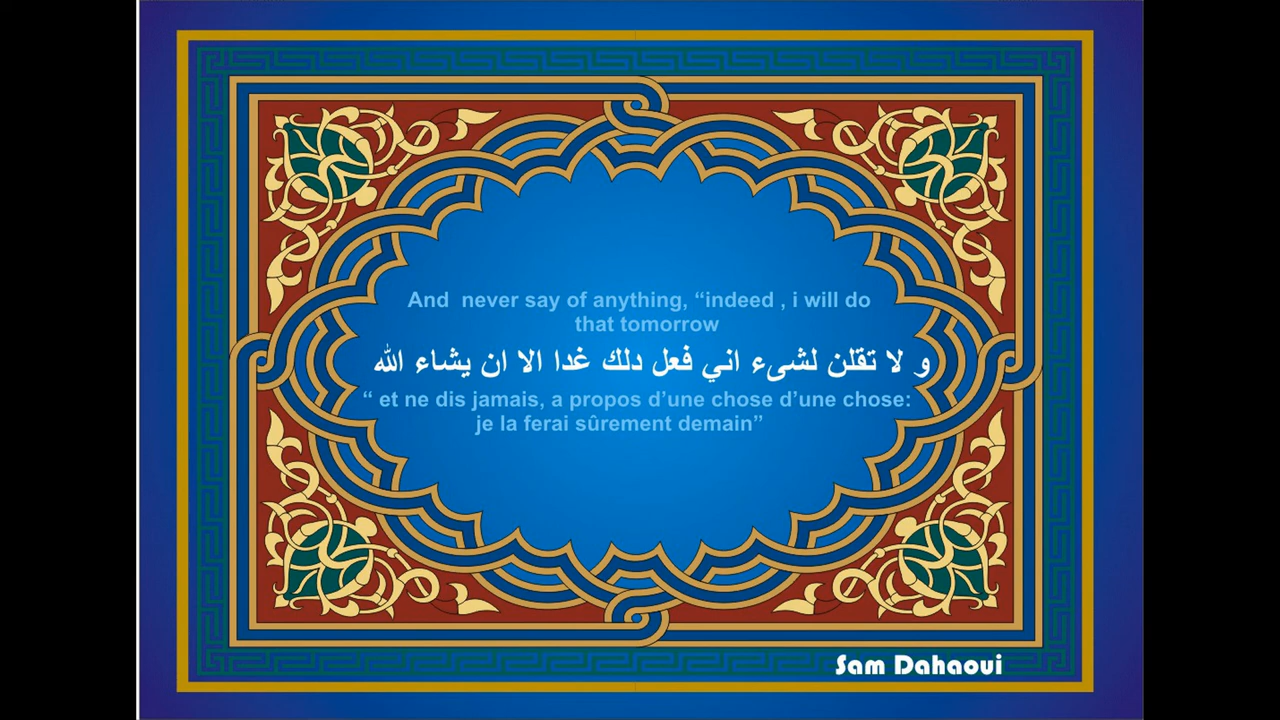 And never say of anything, “indeed , i will do
that tomorrow
و لا تقلن لشىء اني فعل دلك غدا الا ان يشاء الله
“ et ne dis jamais, a propos d’une chose d’une chose:
je la ferai sûrement demain”
Sam Dahaoui